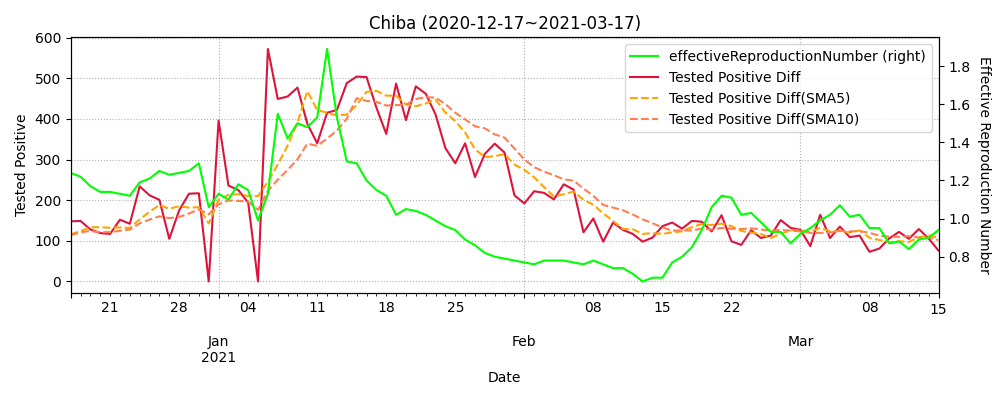 Chiba (2020-12-17~2021-03-17)
effectiveReproductionNumber (right)
Tested Positive Diff
Tested Positive Diff(SMA5)
Tested Positive Diff(SMA10)
Tested Positive
600
500
400
300
200
100
0
Effective Reproduction Number
1.8
1.6
1.4
1.2
1.0
0.8
21 28 04 11 18 25 08 15 22 08 15
Jan Feb Mar
2021
Date